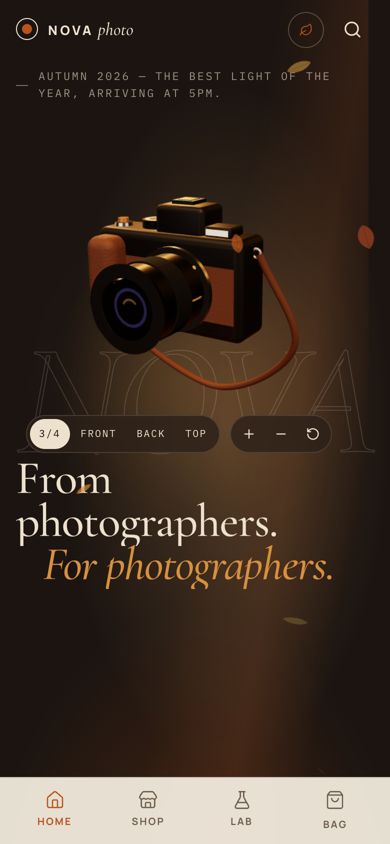 NOVA photo
— AUTUMN 2026 — THE BEST LIGHT OF THE
YEAR, ARRIVING AT 5PM.
NOVA
3/4 FRONT BACK TOP + −
From
photographers.
For photographers.
HOME SHOP LAB BAG